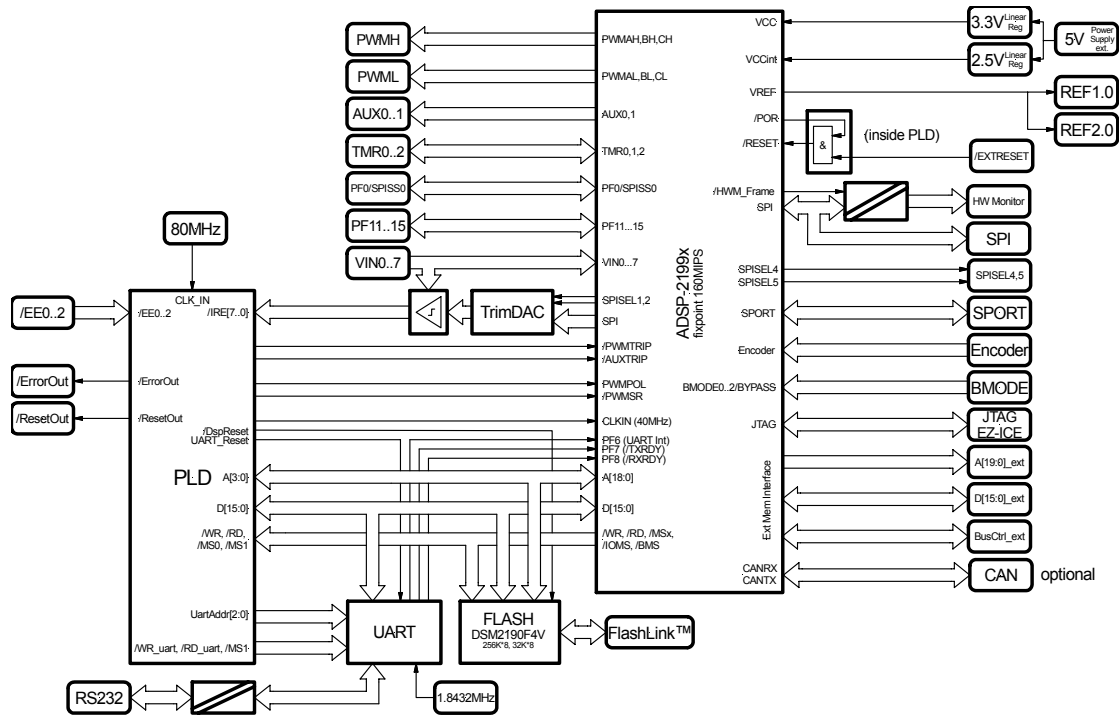 PWMH
PWML
AUX0..1
TMR0..2
PF0/SPISS0
PF11...15
VIN0..7
PWMAH,BH,CH
PWMAL,BL,CL
AUX0,1
TMR0,1,2
PF0/SPISS0
PF11...15
VIN0...7
SPISEL1,2
SPI
TrimDAC
/PWMTRIP
/AUXTRIP
PWMPOL
/PWMSR
CLKIN (40MHz)
PF6 (UART Int)
PF7 (/TXRDY)
PF8 (/RXRDY)
A[18:0]
D[15:0]
/WR, /RD, /MSx,
/IOMS, /BMS
ADSP-2199x
fixpoint 160MIPS
VCC
VCCint
VREF
/POR
/RESET
/HWM_Frame
SPI
SPISEL4
SPISEL5
SPORT
Encoder
BMODE0..2/BYPASS
JTAG
Ext Mem Interface
CANRX
CANTX
3.3V Linear Reg
2.5V Linear Reg
5V Power Supply ext.
REF1.0
REF2.0
&
(inside PLD)
/EXTRESET
HW Monitor
SPI
SPISEL4,5
SPORT
Encoder
BMODE
JTAG
EZ-ICE
A[19:0]_ext
D[15:0]_ext
BusCtrl_ext
CAN optional
80MHz
/EE0..2
/ErrorOut
/ResetOut
CLK_IN
/EE0..2
/IRE[7..0]
/ErrorOut
/ResetOut
/DspReset
UART_Reset
PLD
A[3:0]
D[15:0]
/WR, /RD,
/MS0, /MS1
UartAddr[2:0]
/WR_uart, /RD_uart, /MS1
UART
FLASH
DSM2190F4V
256K*8, 32K*8
FlashLink™
RS232
1.8432MHz